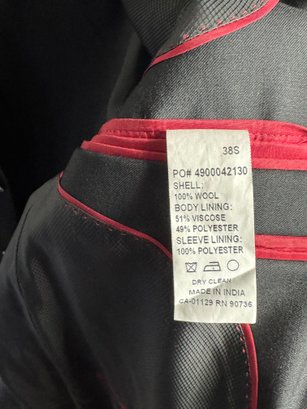 38S
PO# 4900042130
SHELL:
100% WOOL
BODY LINING:
51% VISCOSE
49% POLYESTER
SLEEVE LINING:
100% POLYESTER
DRY CLEAN
MADE IN INDIA
CA-01129 RN 90736